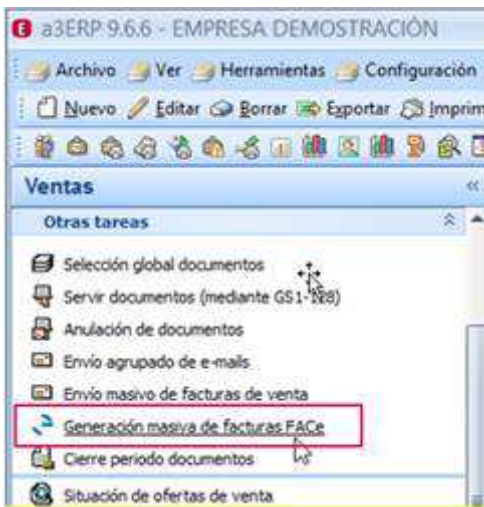 a3ERP 9.6.6 - EMPRESA DEMOSTRACIÓN
Archivo Ver Herramientas Configuración
Nuevo Editar Borrar Exportar Imprim
Ventas
Otras tareas
Selección global documentos
Servir documentos (mediante GS1-128)
Anulación de documentos
Envío agrupado de e-mails
Envío masivo de facturas de venta
Generación masiva de facturas FACe
Cierre periodo documentos
Situación de ofertas de venta